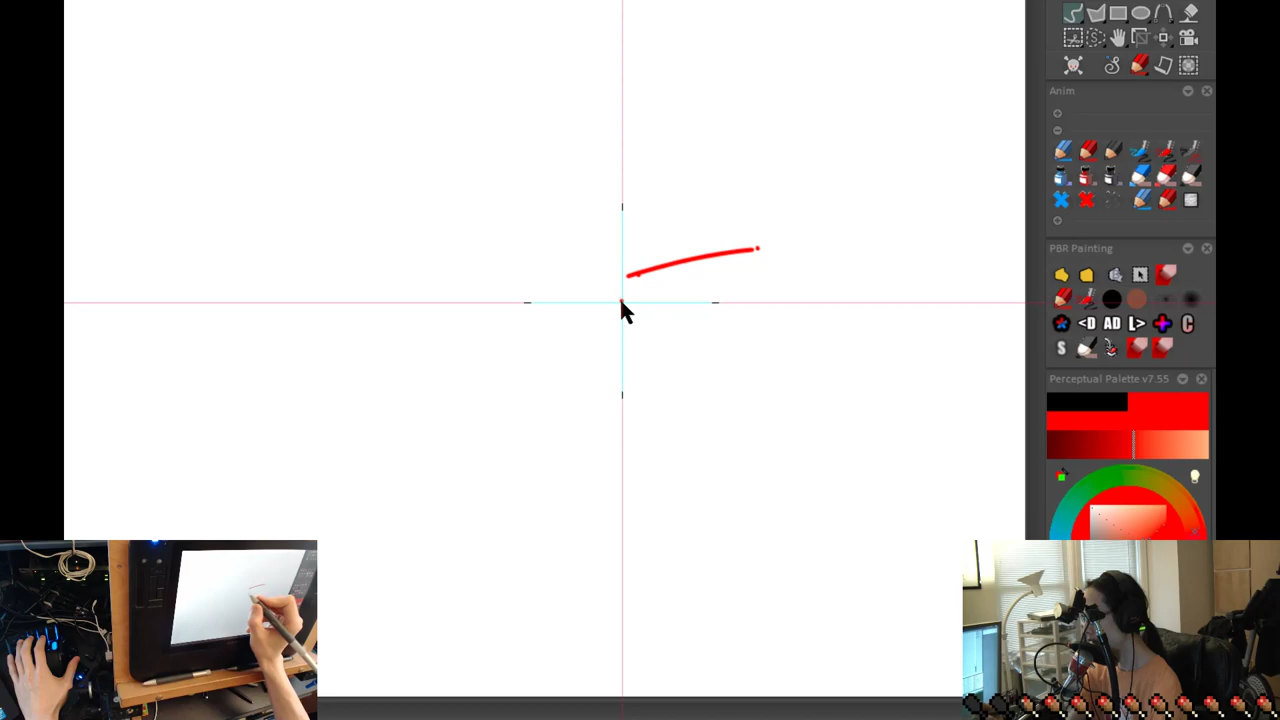 Anim
PBR Painting
<D AD L>
C
S
Perceptual Palette v7.55